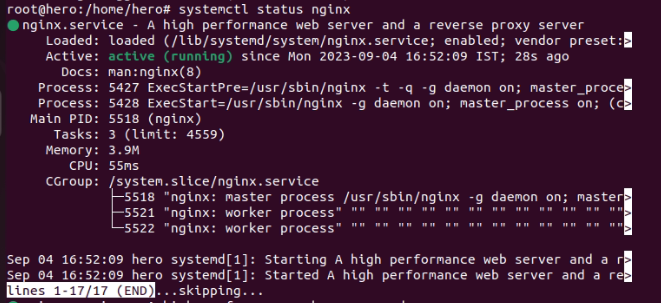 root@hero:/home/hero# systemctl status nginx
● nginx.service - A high performance web server and a reverse proxy server
     Loaded: loaded (/lib/systemd/system/nginx.service; enabled; vendor preset:>
     Active: active (running) since Mon 2023-09-04 16:52:09 IST; 28s ago
       Docs: man:nginx(8)
    Process: 5427 ExecStartPre=/usr/sbin/nginx -t -q -g daemon on; master_proce>
    Process: 5428 ExecStart=/usr/sbin/nginx -g daemon on; master_process on; (c>
   Main PID: 5518 (nginx)
      Tasks: 3 (limit: 4559)
     Memory: 3.9M
        CPU: 55ms
     CGroup: /system.slice/nginx.service
             ├─5518 "nginx: master process /usr/sbin/nginx -g daemon on; master>
             ├─5521 "nginx: worker process" "" "" "" "" "" "" "" "" "" "" "" "">
             └─5522 "nginx: worker process" "" "" "" "" "" "" "" "" "" "" "" "">
Sep 04 16:52:09 hero systemd[1]: Starting A high performance web server and a r>
Sep 04 16:52:09 hero systemd[1]: Started A high performance web server and a re>
lines 1-17/17 (END)...skipping...